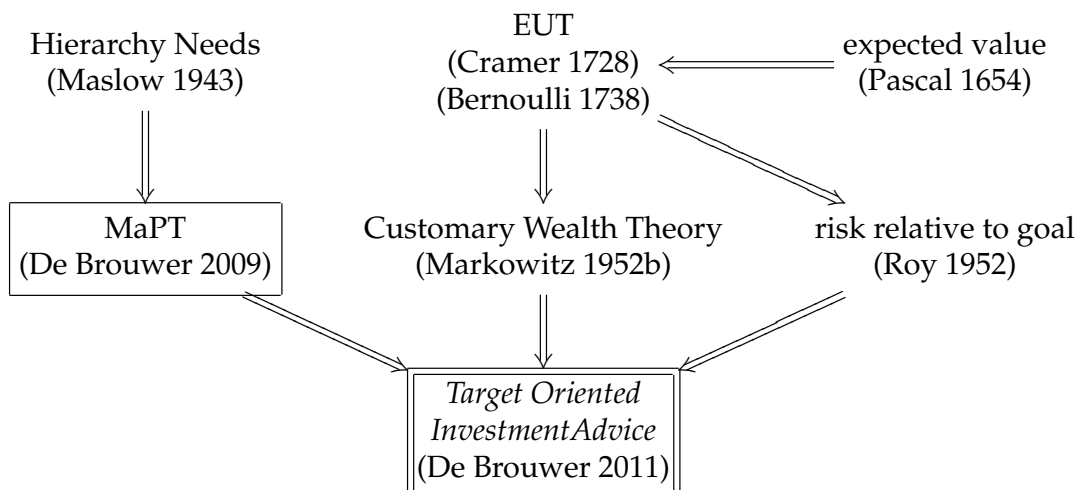 Hierarchy Needs
(Maslow 1943)
EUT
(Cramer 1728)
(Bernoulli 1738)
expected value
(Pascal 1654)
MaPT
(De Brouwer 2009)
Customary Wealth Theory
(Markowitz 1952b)
risk relative to goal
(Roy 1952)
Target Oriented
InvestmentAdvice
(De Brouwer 2011)